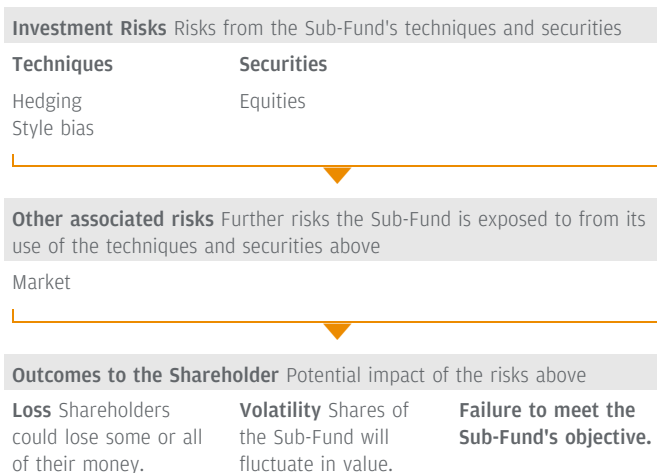 Investment Risks Risks from the Sub-Fund's techniques and securities
Techniques
Securities
Hedging
Equities
Style bias
Other associated risks Further risks the Sub-Fund is exposed to from its
use of the techniques and securities above
Market
Outcomes to the Shareholder Potential impact of the risks above
Loss Shareholders
could lose some or all
of their money.
Volatility Shares of
the Sub-Fund will
fluctuate in value.
Failure to meet the
Sub-Fund's objective.